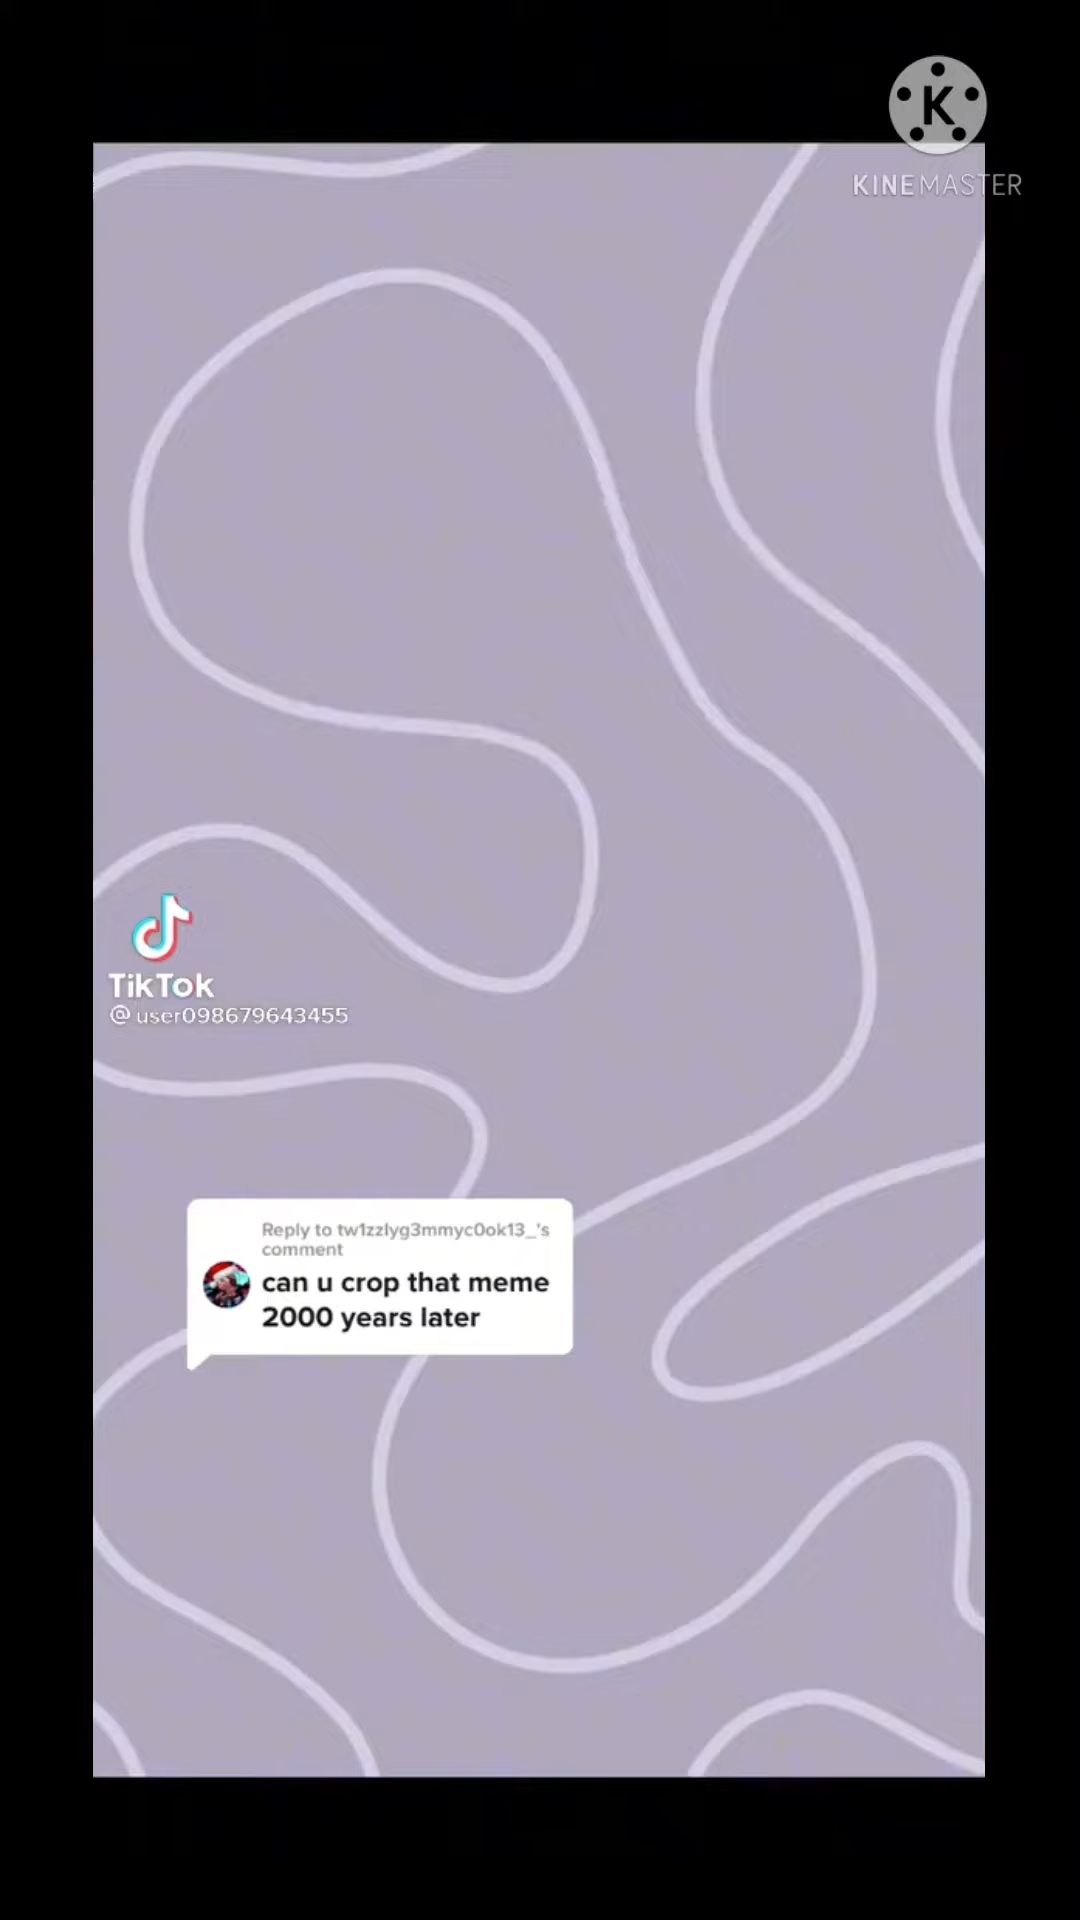 K
KINEMASTER
TikTok
@user098679643455
Reply to tw1zzlyg3mmyc0ok13_'s
comment
can u crop that meme
2000 years later